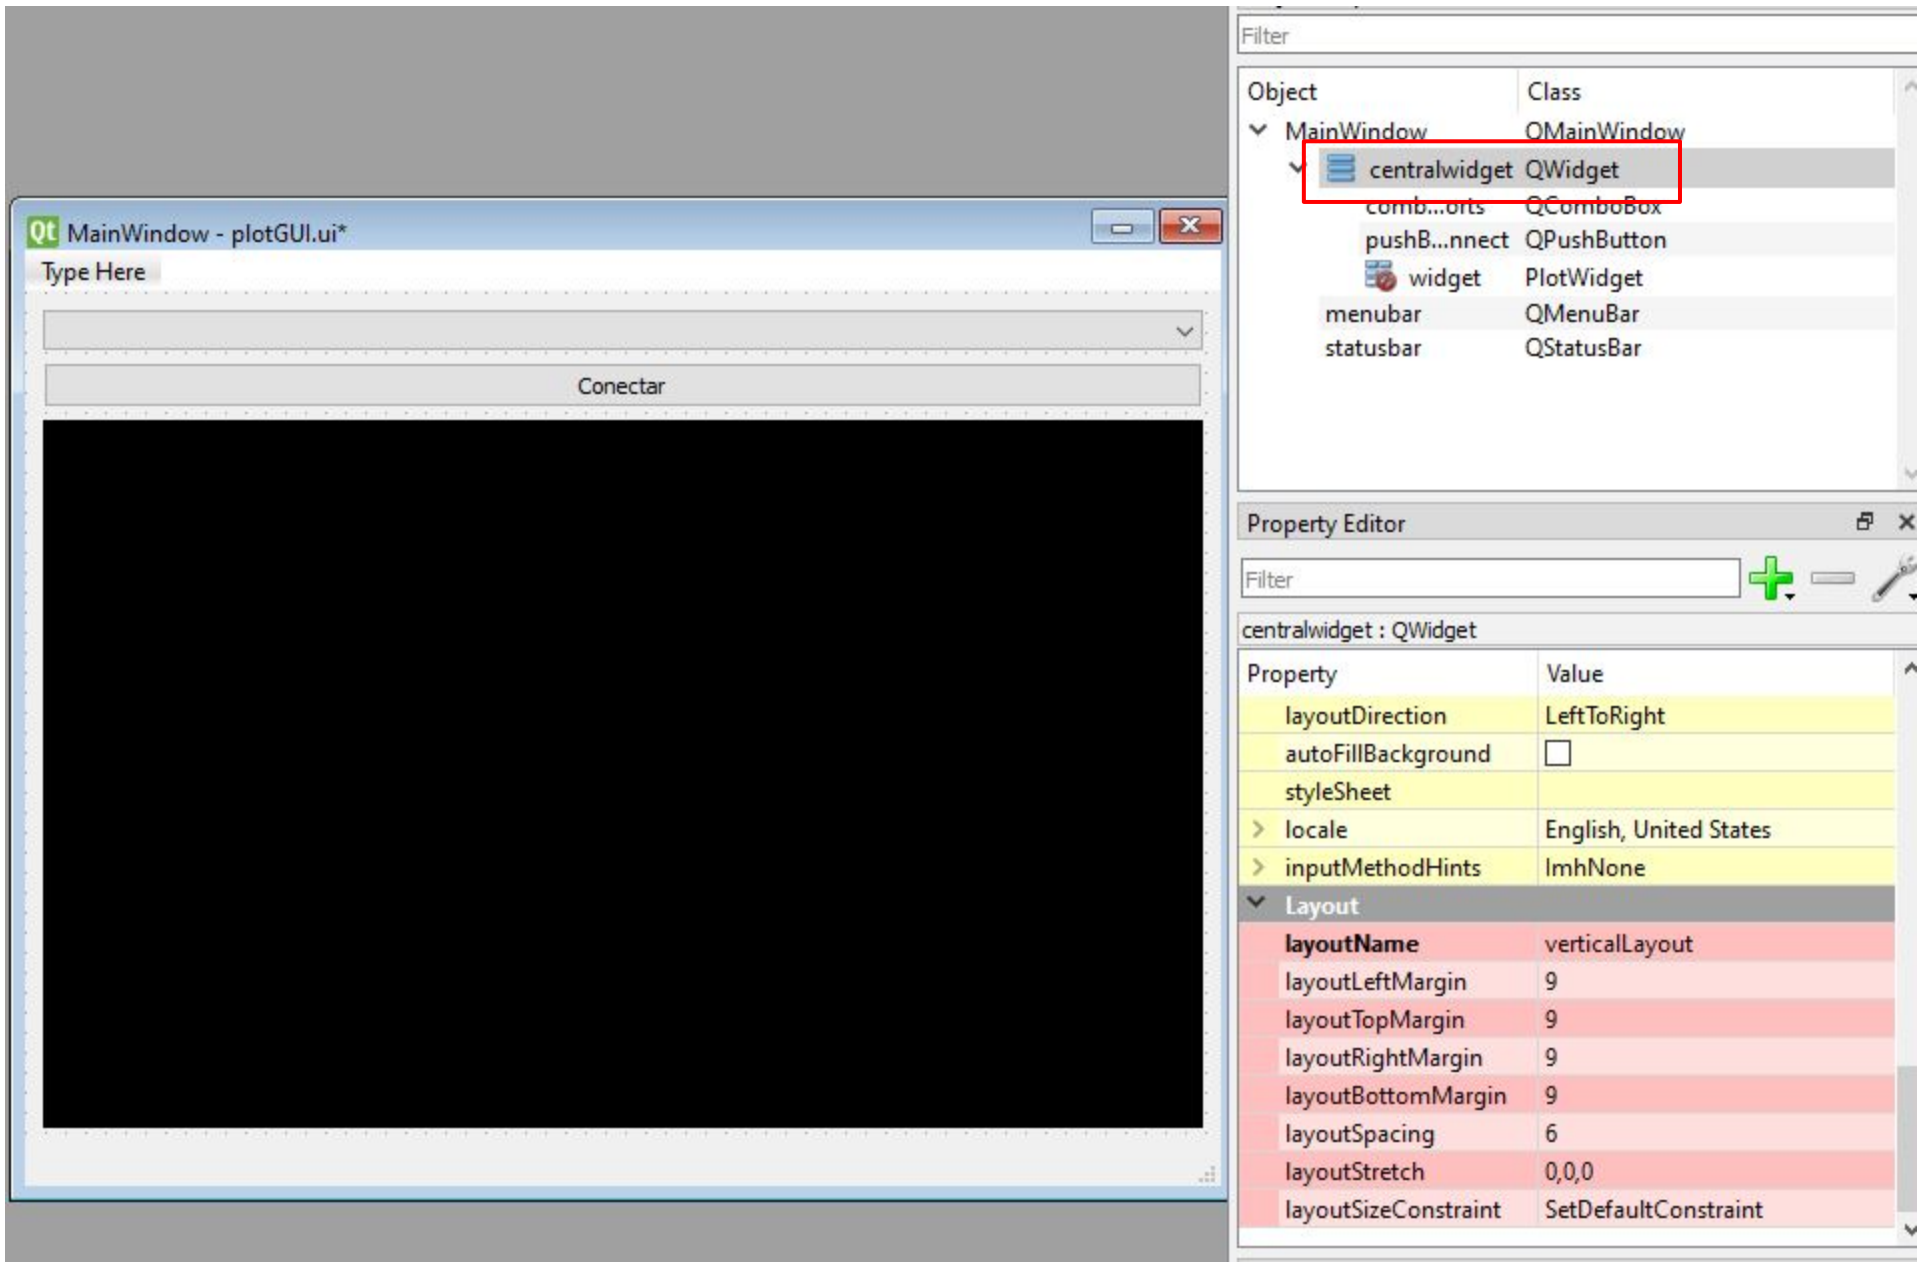 Filter
Object Class
MainWindow QMainWindow
centralwidget QWidget
comb...orts QComboBox
pushB...nnect QPushButton
widget PlotWidget
menubar QMenuBar
statusbar QStatusBar
Qt MainWindow - plotGUI.ui*
Type Here
Conectar
Property Editor
Filter
centralwidget : QWidget
Property Value
layoutDirection LeftToRight
autoFillBackground
styleSheet
locale English, United States
inputMethodHints ImhNone
Layout
layoutName verticalLayout
layoutLeftMargin 9
layoutTopMargin 9
layoutRightMargin 9
layoutBottomMargin 9
layoutSpacing 6
layoutStretch 0,0,0
layoutSizeConstraint SetDefaultConstraint